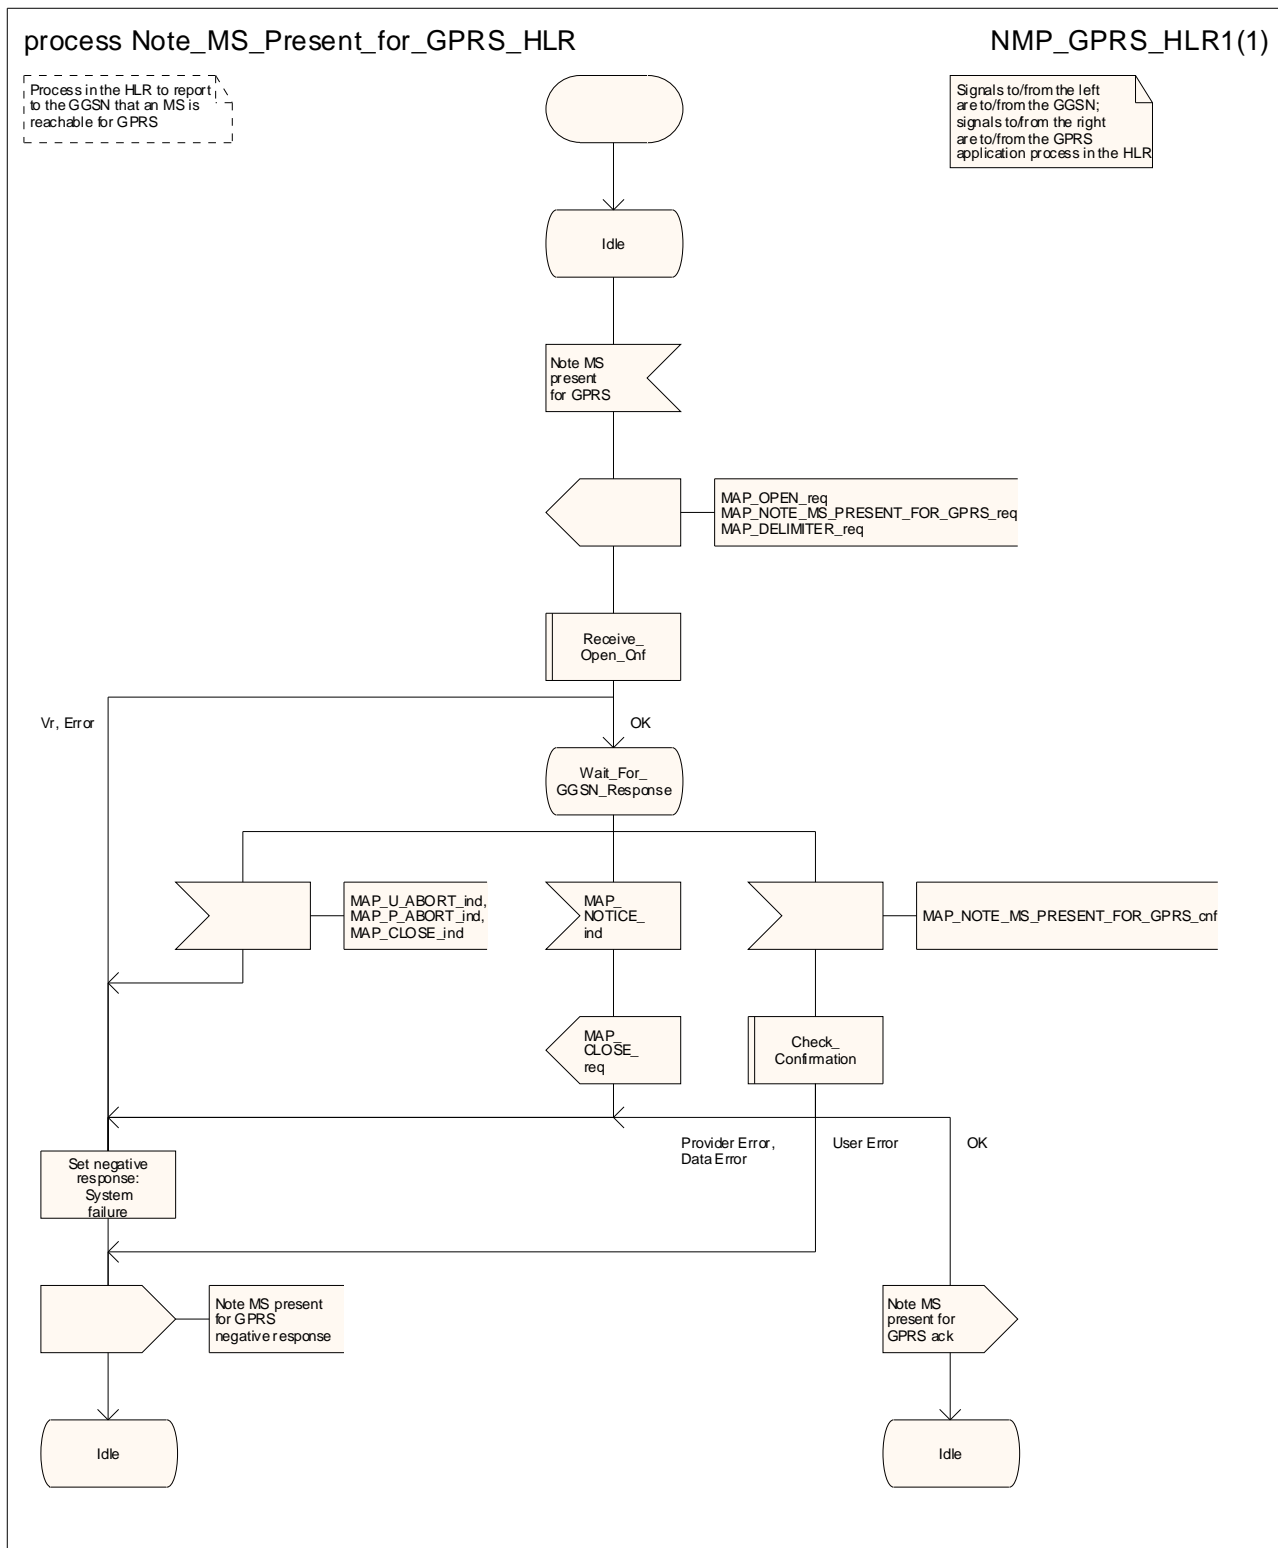 process Note_MS_Present_for_GPRS_HLR
NMP_GPRS_HLR1(1)
Process in the HLR to report
to the GGSN that an MS is
reachable for GPRS
Signals to/from the left
are to/from the GGSN;
signals to/from the right
are to/from the GPRS
application process in the HLR
Idle
Note MS
present
for GPRS
MAP_OPEN_req
MAP_NOTE_MS_PRESENT_FOR_GPRS_req
MAP_DELIMITER_req
Receive_
Open_Cnf
Vr, Error
OK
Wait_For_
GGSN_Response
MAP_U_ABORT_ind,
MAP_P_ABORT_ind,
MAP_CLOSE_ind
MAP_
NOTICE_
ind
MAP_NOTE_MS_PRESENT_FOR_GPRS_cnf
MAP_
CLOSE_
req
Check_
Confirmation
Provider Error,
Data Error
User Error
OK
Set negative
response:
System
failure
Note MS present
for GPRS
negative response
Note MS
present for
GPRS ack
Idle
Idle